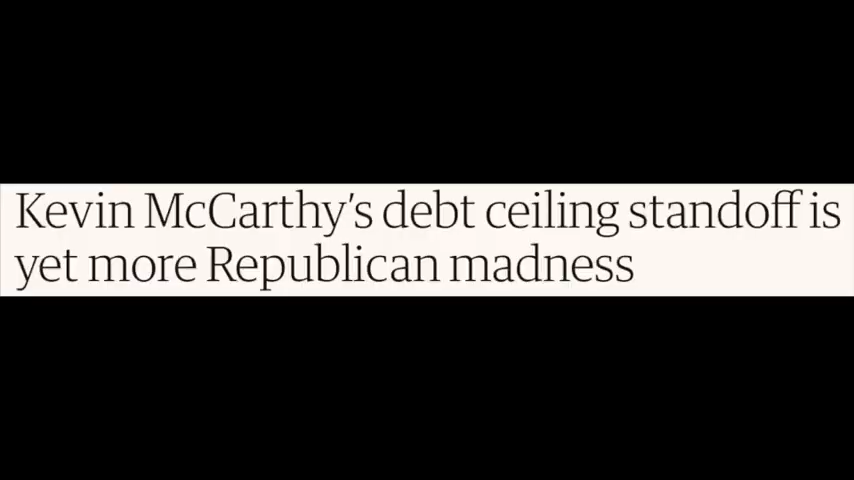 Kevin McCarthy’s debt ceiling standoff is
yet more Republican madness